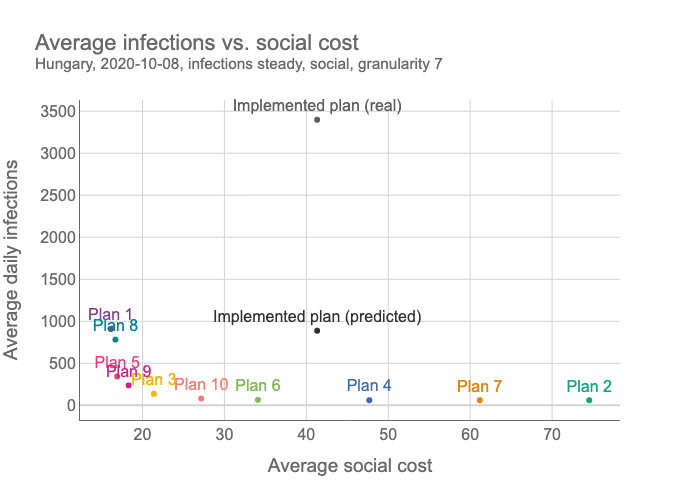 Average infections vs. social cost
Hungary, 2020-10-08, infections steady, social, granularity 7
Average daily infections
3500
3000
2500
2000
1500
1000
500
0
Implemented plan (real)
Implemented plan (predicted)
Plan 1
Plan 8
Plan 5
Plan 9
Plan 3
Plan 10
Plan 6
Plan 4
Plan 7
Plan 2
20
30
40
50
60
70
Average social cost